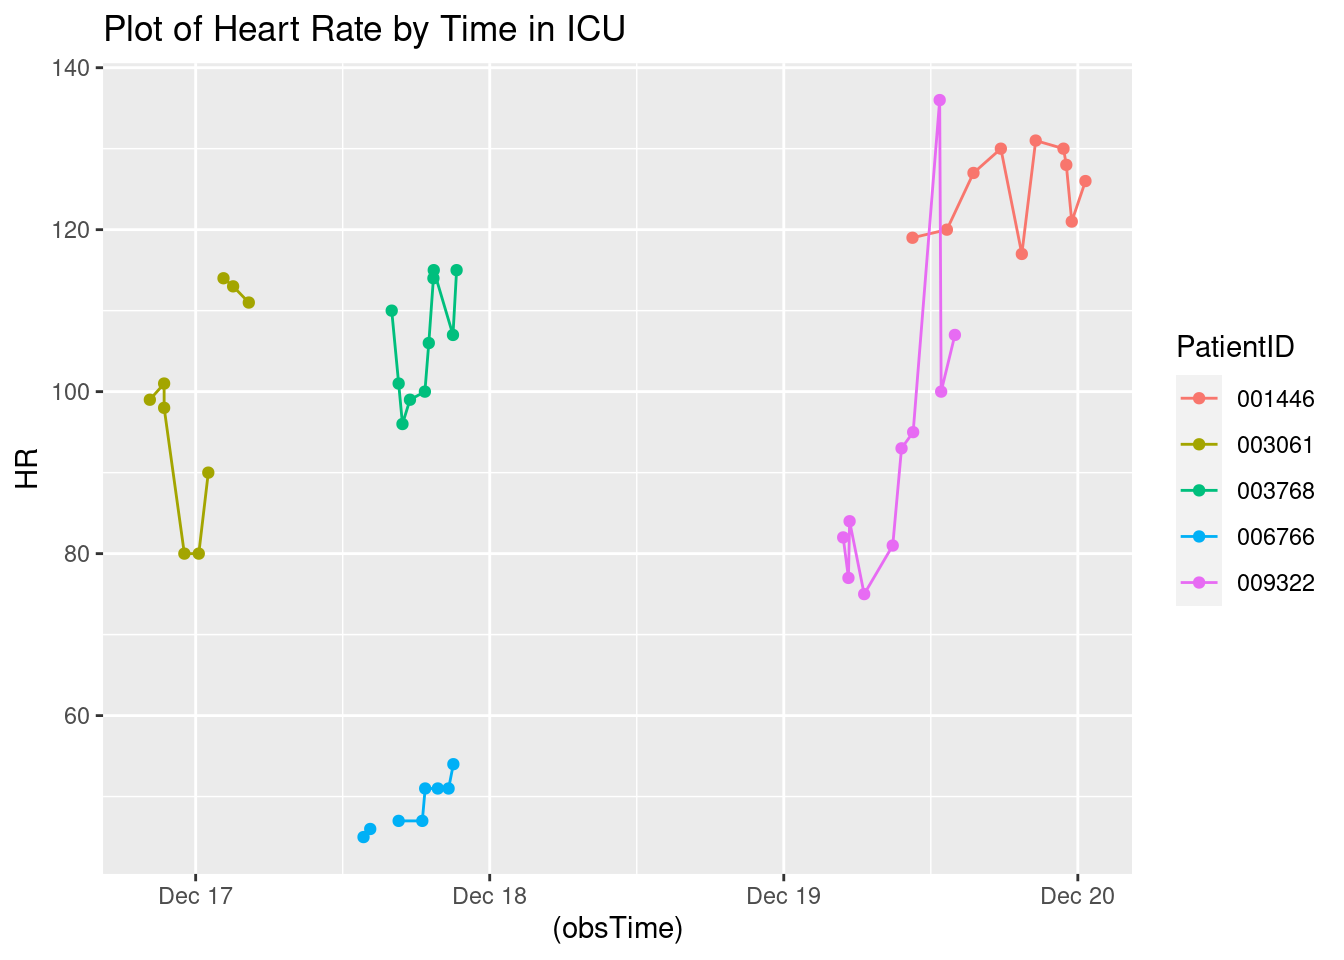 Plot of Heart Rate by Time in ICU
140
120
100
80
60
HR
Dec 17
Dec 18
Dec 19
Dec 20
(obsTime)
PatientID
001446
003061
003768
006766
009322